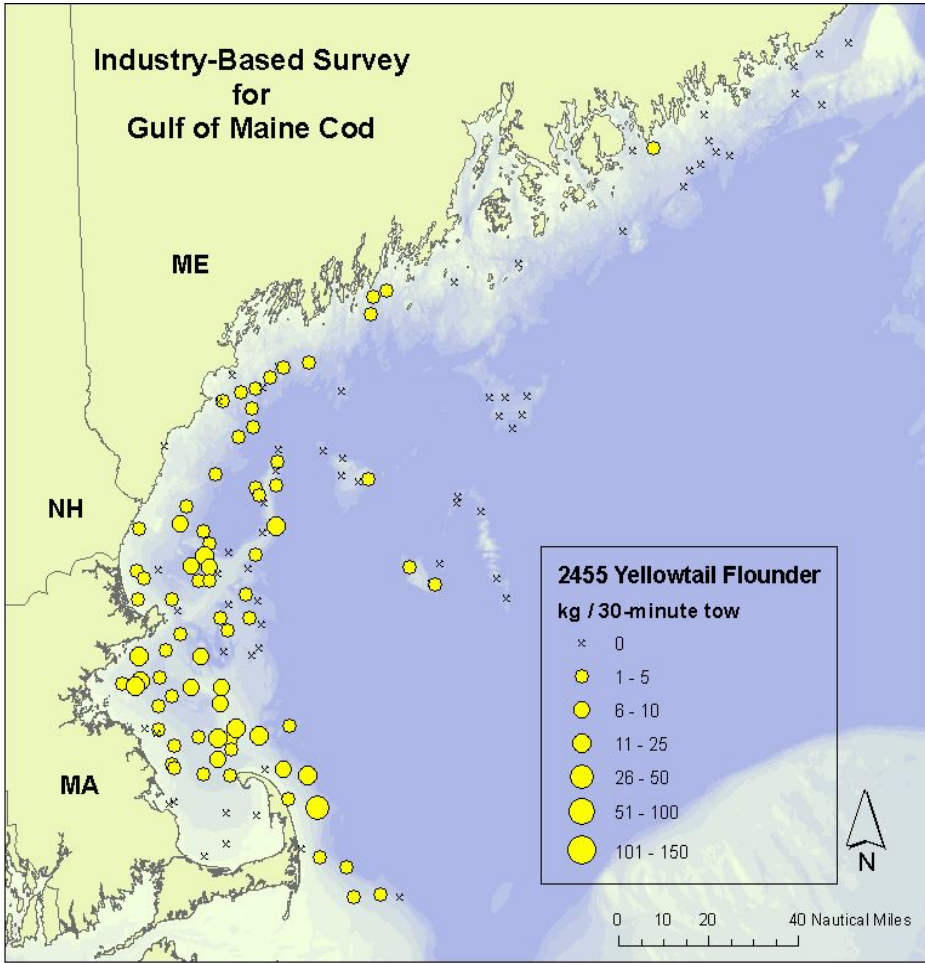 Industry-Based Survey
for
Gulf of Maine Cod
ME
NH
MA
2455 Yellowtail Flounder
kg / 30-minute tow
0
1 - 5
6 - 10
11 - 25
26 - 50
51 - 100
101 - 150
N
0 10 20 40 Nautical Miles